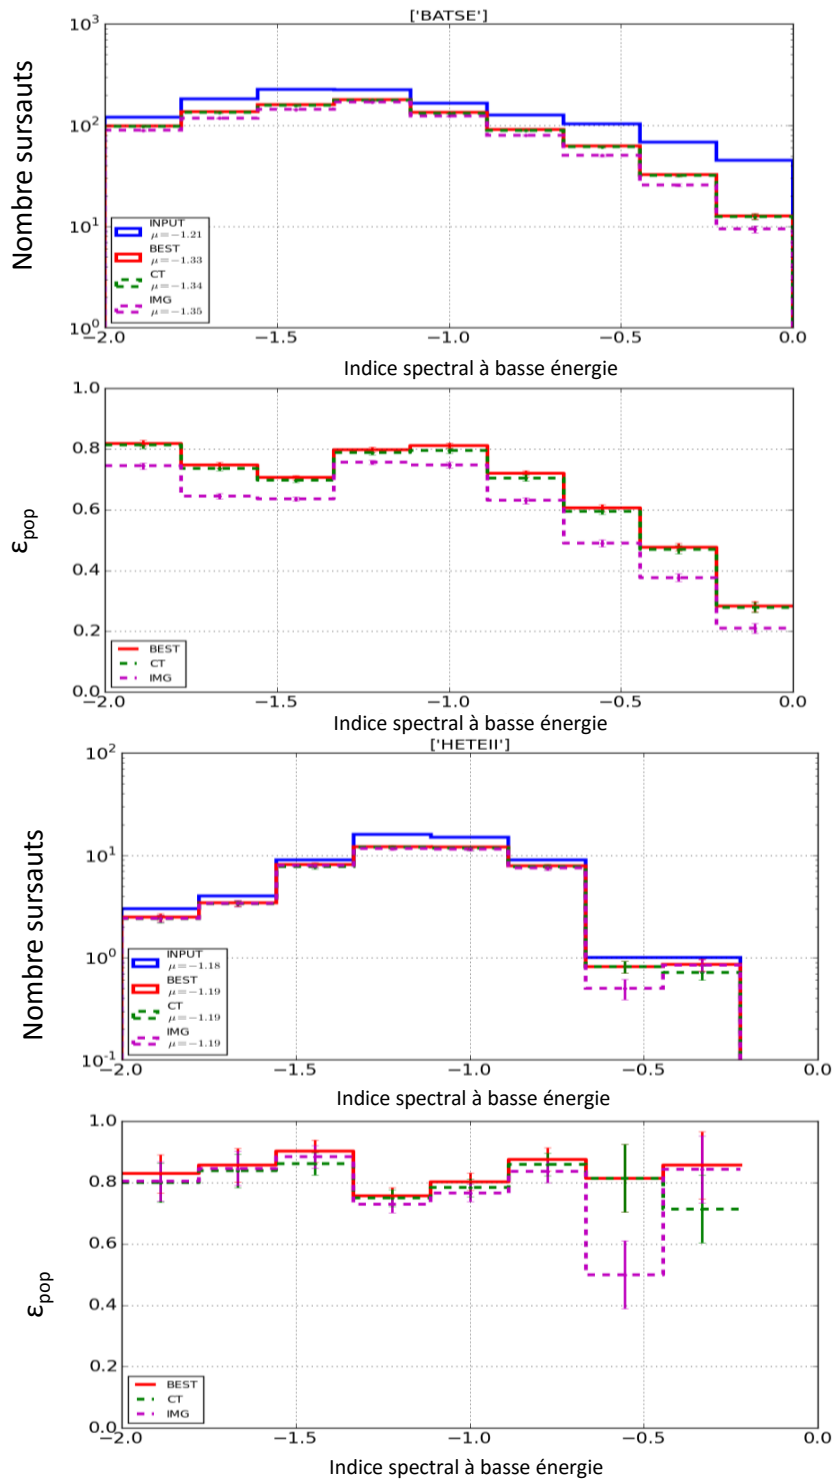 ['BATSE']
10³
10²
10¹
10⁰
Nombre sursauts
INPUT
μ=−1.21
BEST
μ=−1.33
CT
μ=−1.34
IMG
μ=−1.35
−2.0 −1.5 −1.0 −0.5 0.0
Indice spectral à basse énergie
1.0
0.8
0.6
0.4
0.2
0.0
εpop
BEST
CT
IMG
−2.0 −1.5 −1.0 −0.5 0.0
Indice spectral à basse énergie
['HETEII']
10²
10¹
10⁰
10⁻¹
Nombre sursauts
INPUT
μ=−1.18
BEST
μ=−1.19
CT
μ=−1.19
IMG
μ=−1.19
−2.0 −1.5 −1.0 −0.5 0.0
Indice spectral à basse énergie
1.0
0.8
0.6
0.4
0.2
0.0
εpop
BEST
CT
IMG
−2.0 −1.5 −1.0 −0.5 0.0
Indice spectral à basse énergie